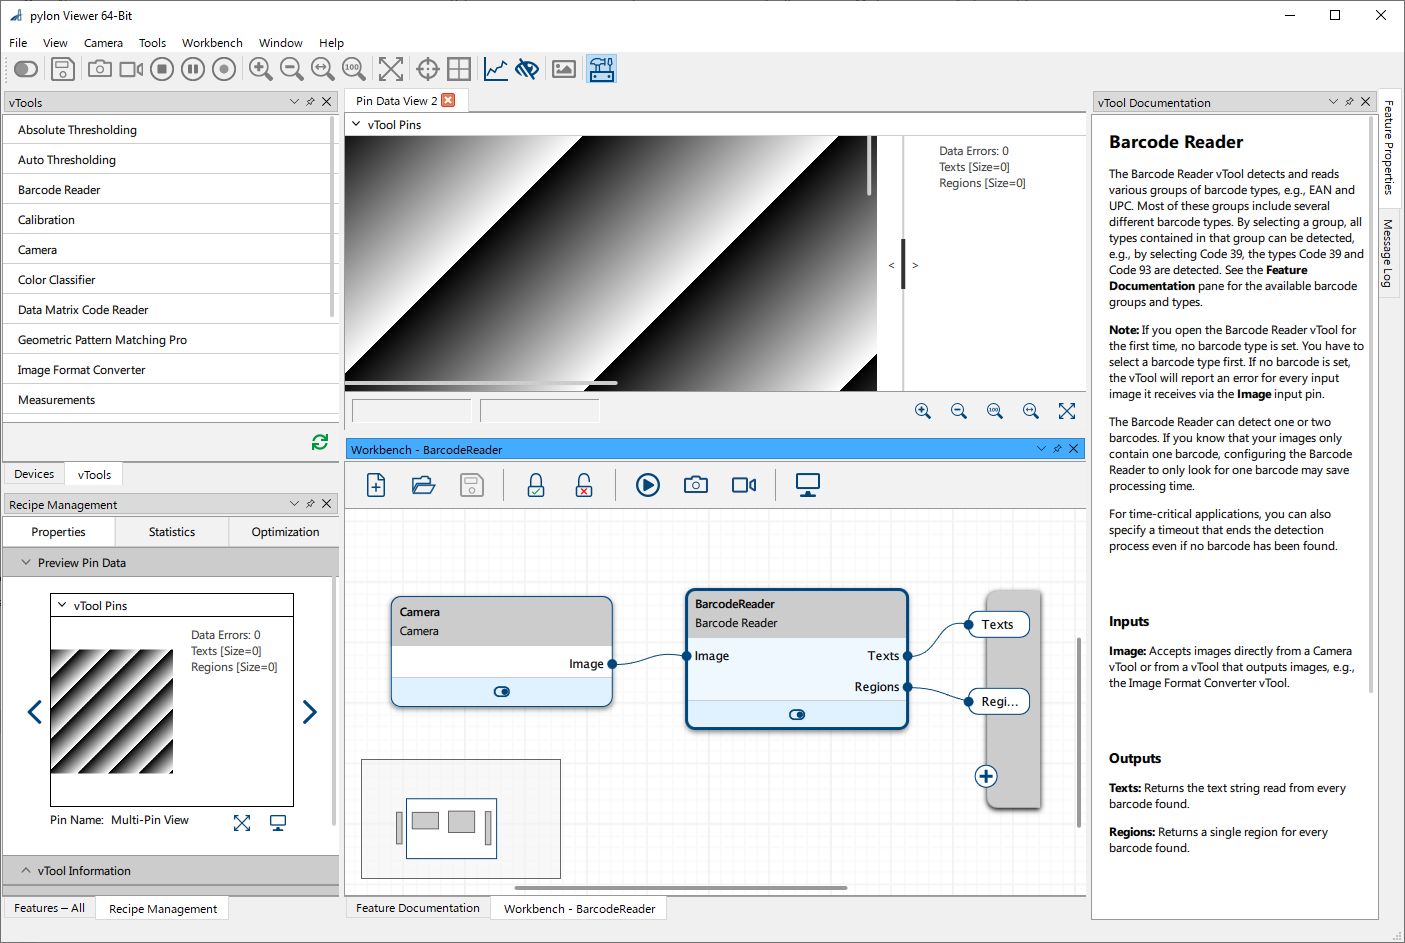 pylon Viewer 64-Bit
File View Camera Tools Workbench Window Help
100
vTools
Absolute Thresholding
Auto Thresholding
Barcode Reader
Calibration
Camera
Color Classifier
Data Matrix Code Reader
Geometric Pattern Matching Pro
Image Format Converter
Measurements
Devices vTools
Recipe Management
Properties Statistics Optimization
Preview Pin Data
vTool Pins
Data Errors: 0
Texts [Size=0]
Regions [Size=0]
Pin Name: Multi-Pin View
vTool Information
Features – All Recipe Management
Pin Data View 2
vTool Pins
Data Errors: 0
Texts [Size=0]
Regions [Size=0]
< >
100
Workbench - BarcodeReader
Camera
Camera
Image
BarcodeReader
Barcode Reader
Image Texts
Regions
Texts
Regi...
Feature Documentation Workbench - BarcodeReader
vTool Documentation
Barcode Reader
The Barcode Reader vTool detects and reads
various groups of barcode types, e.g., EAN and
UPC. Most of these groups include several
different barcode types. By selecting a group, all
types contained in that group can be detected,
e.g., by selecting Code 39, the types Code 39 and
Code 93 are detected. See the Feature
Documentation pane for the available barcode
groups and types.
Note: If you open the Barcode Reader vTool for
the first time, no barcode type is set. You have to
select a barcode type first. If no barcode is set,
the vTool will report an error for every input
image it receives via the Image input pin.
The Barcode Reader can detect one or two
barcodes. If you know that your images only
contain one barcode, configuring the Barcode
Reader to only look for one barcode may save
processing time.
For time-critical applications, you can also
specify a timeout that ends the detection
process even if no barcode has been found.
Inputs
Image: Accepts images directly from a Camera
vTool or from a vTool that outputs images, e.g.,
the Image Format Converter vTool.
Outputs
Texts: Returns the text string read from every
barcode found.
Regions: Returns a single region for every
barcode found.
Feature Properties
Message Log